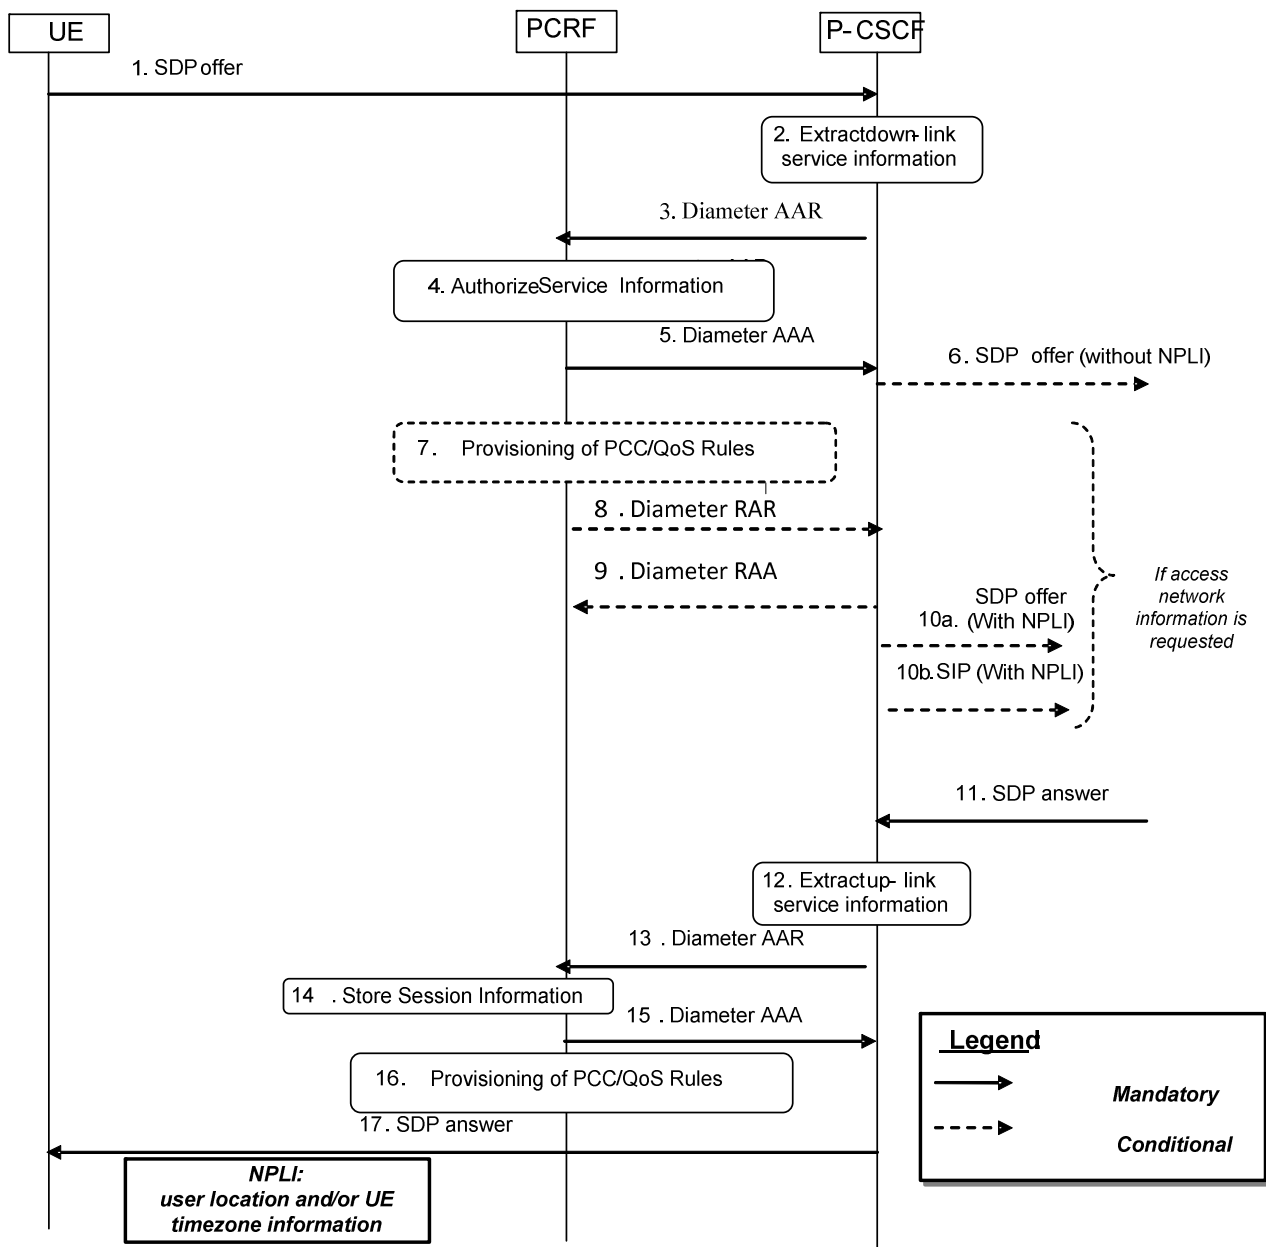 UE
PCRF
P-CSCF
1. SDP offer
2. Extractdown-link
service information
3. Diameter AAR
4. AuthorizeService Information
5. Diameter AAA
6. SDP offer (without NPLI)
7. Provisioning of PCC/QoS Rules
8 . Diameter RAR
9 . Diameter RAA
If access
network
information is
requested
SDP offer
10a. (With NPLI)
10b. SIP (With NPLI)
11. SDP answer
12. Extractup-link
service information
13 . Diameter AAR
14 . Store Session Information
15 . Diameter AAA
16. Provisioning of PCC/QoS Rules
17. SDP answer
NPLI:
user location and/or UE
timezone information
Legend
Mandatory
Conditional